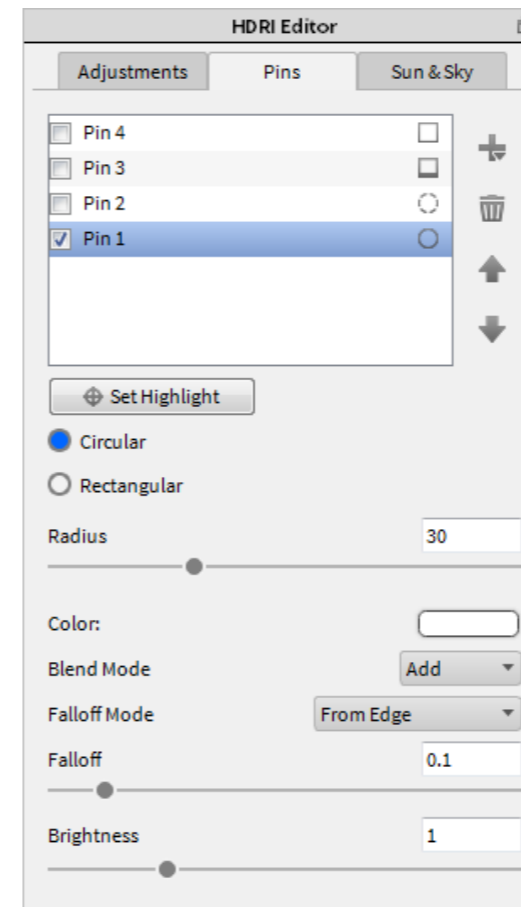 HDRI Editor
Adjustments Pins Sun & Sky
Pin 4
Pin 3
Pin 2
Pin 1
Set Highlight
Circular
Rectangular
Radius 30
Color:
Blend Mode Add
Falloff Mode From Edge
Falloff 0.1
Brightness 1